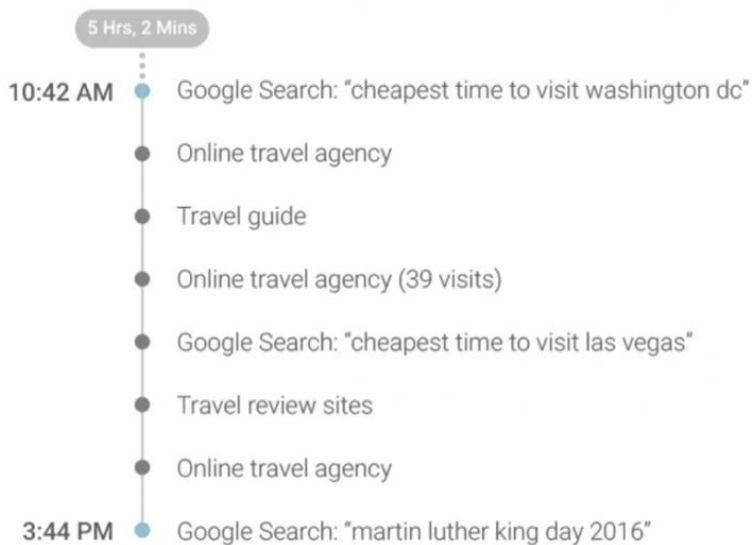 5 Hrs, 2 Mins
10:42 AM Google Search: “cheapest time to visit washington dc”
Online travel agency
Travel guide
Online travel agency (39 visits)
Google Search: “cheapest time to visit las vegas”
Travel review sites
Online travel agency
3:44 PM Google Search: “martin luther king day 2016”